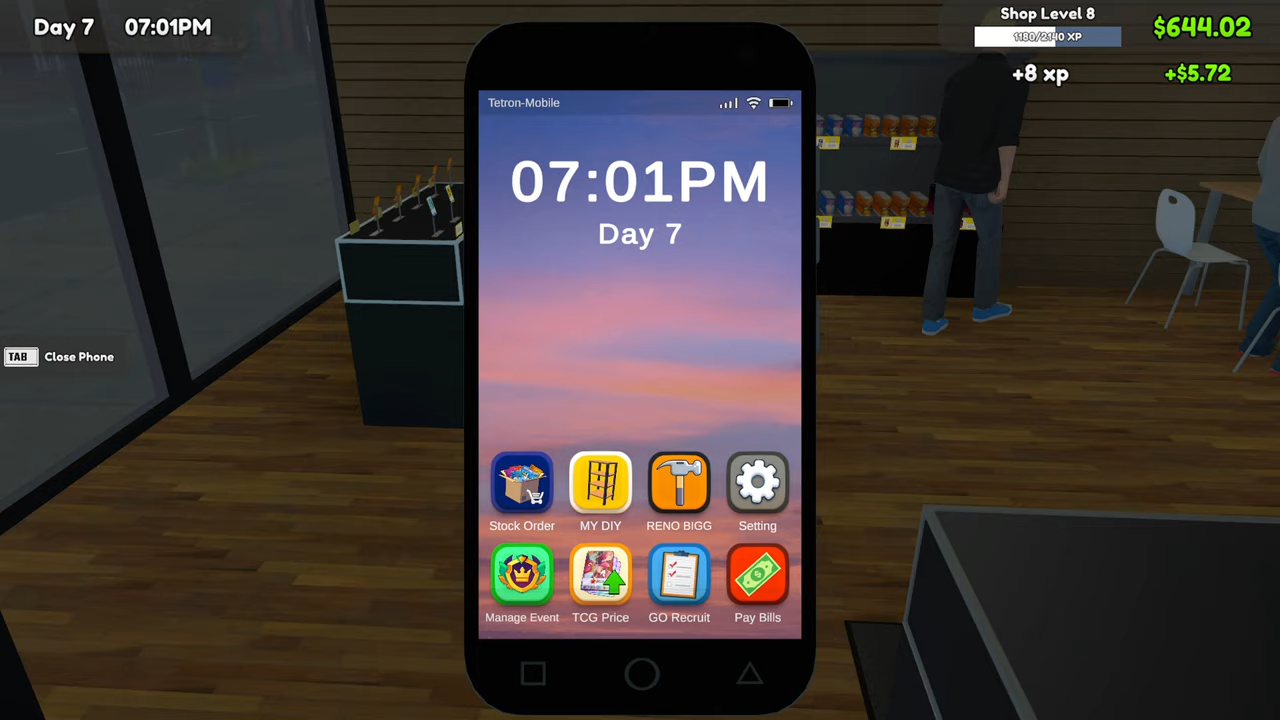 Day 7 07:01PM
Shop Level 8
1180/2140 XP
$644.02
+8 xp
+$5.72
Tetron-Mobile
07:01PM
Day 7
TAB Close Phone
Stock Order MY DIY RENO BIGG Setting
Manage Event TCG Price GO Recruit Pay Bills